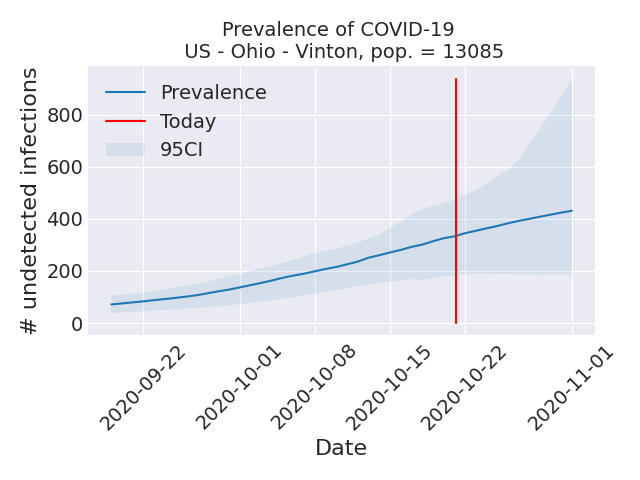 Prevalence of COVID-19
US - Ohio - Vinton, pop. = 13085
# undetected infections
800
600
400
200
0
Prevalence
Today
95CI
2020-09-22
2020-10-01
2020-10-08
2020-10-15
2020-10-22
2020-11-01
Date